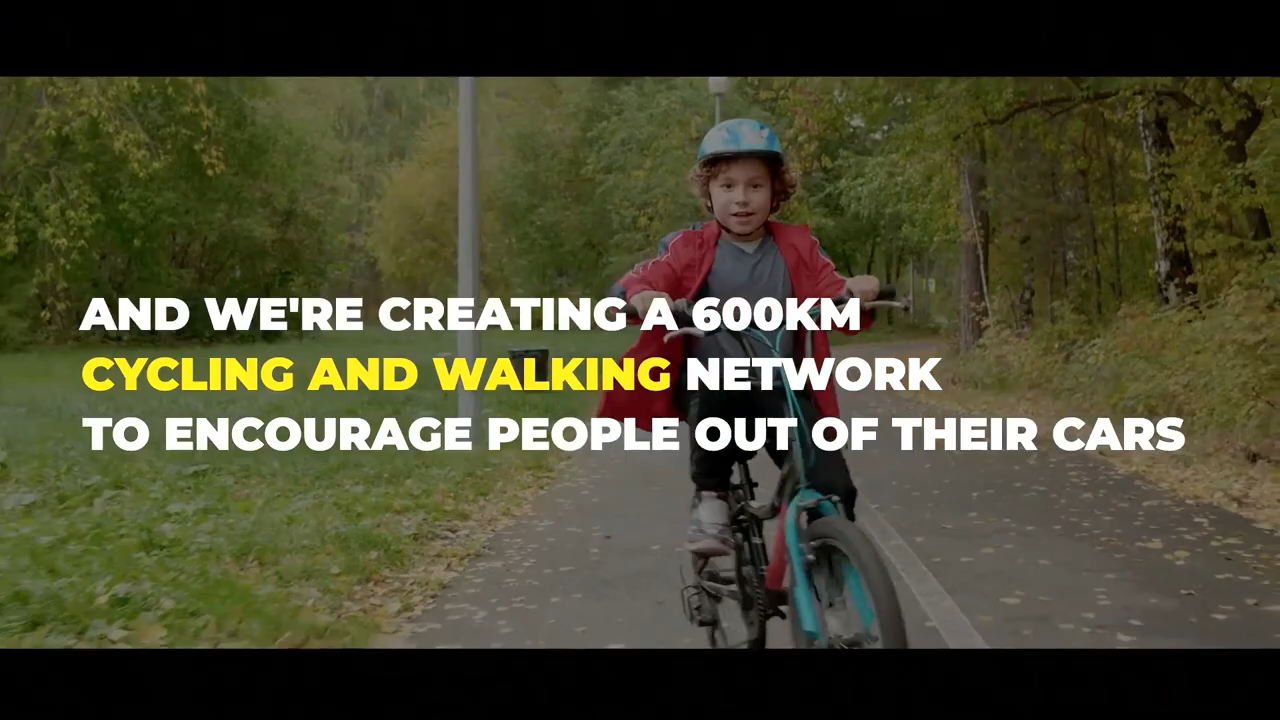 AND WE'RE CREATING A 600KM
CYCLING AND WALKING NETWORK
TO ENCOURAGE PEOPLE OUT OF THEIR CARS